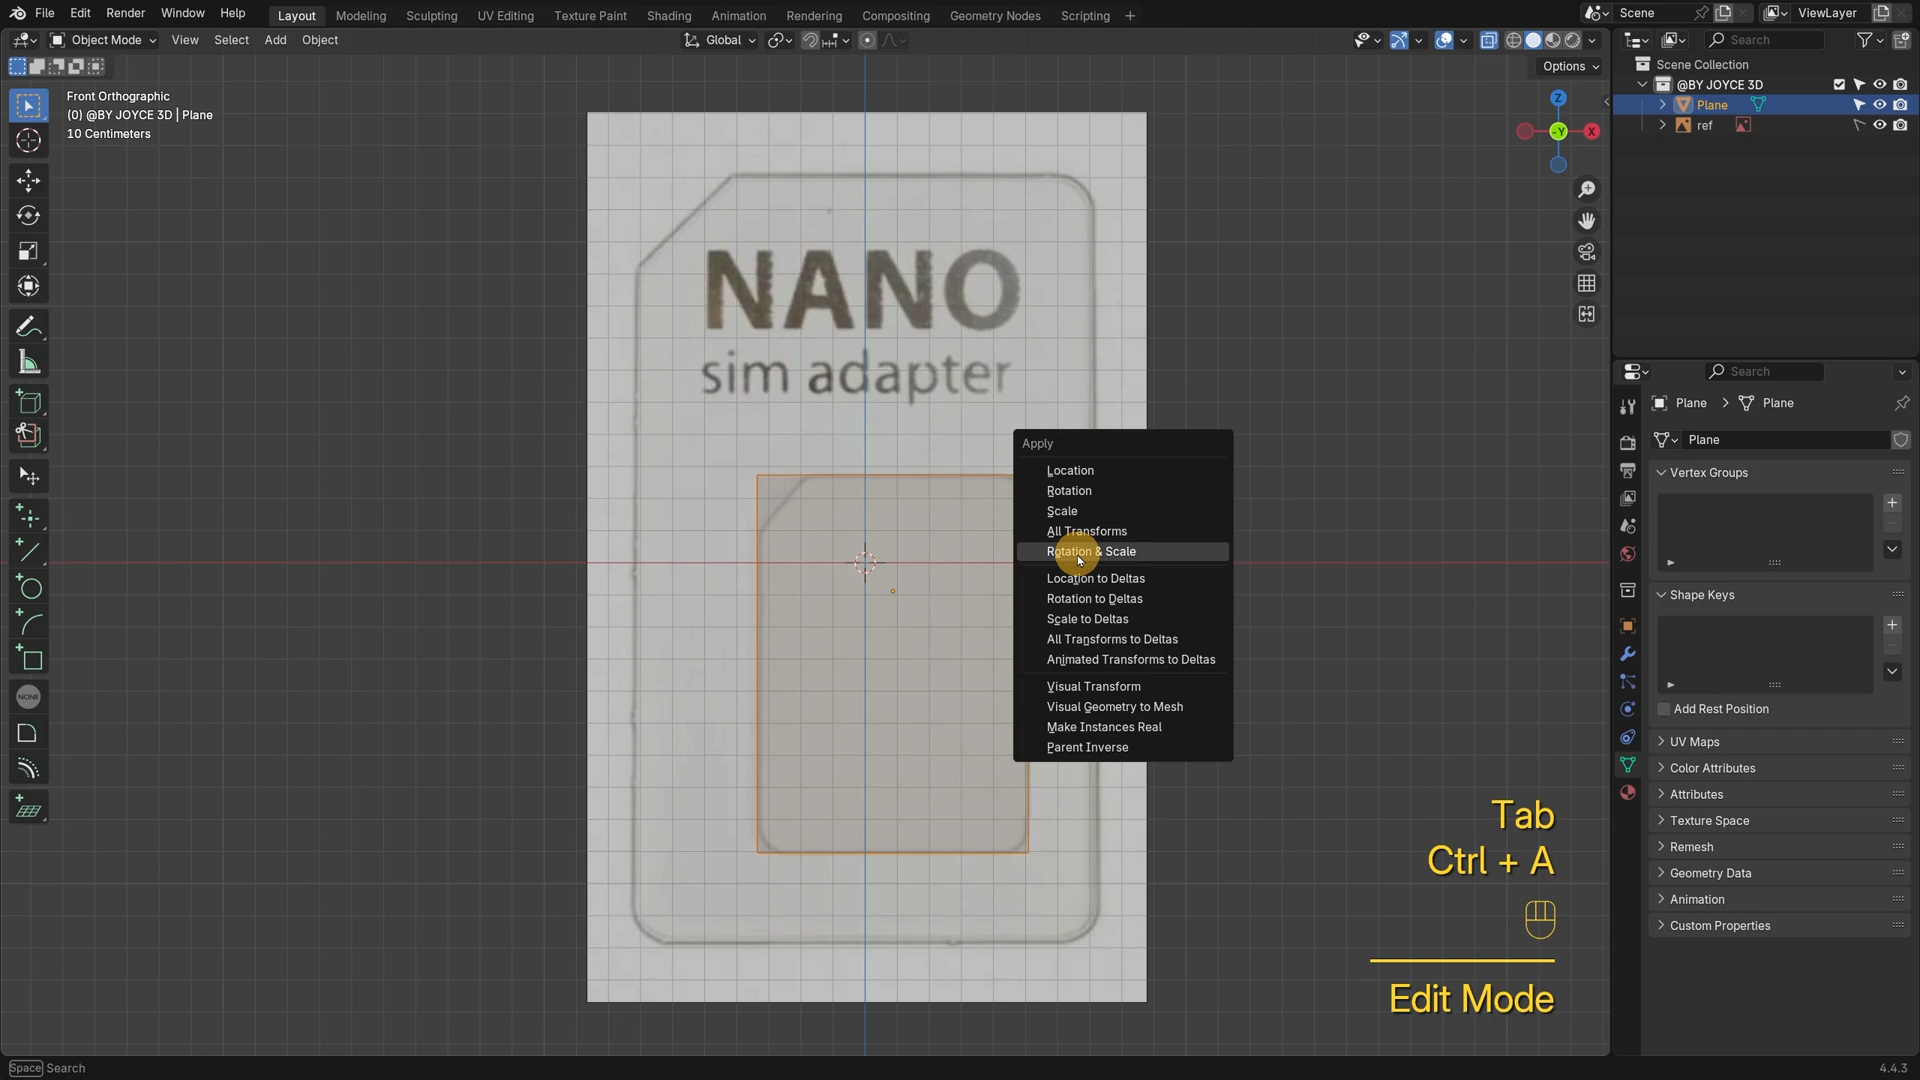 File Edit Render Window Help
Layout Modeling Sculpting UV Editing Texture Paint Shading Animation Rendering Compositing Geometry Nodes Scripting
Scene
ViewLayer
Object Mode View Select Add Object
Global
Search
Options
Front Orthographic
(0) @BY JOYCE 3D | Plane
10 Centimeters
Z
-Y
X
Scene Collection
@BY JOYCE 3D
Plane
ref
NANO
sim adapter
Apply
Location
Rotation
Scale
All Transforms
Rotation & Scale
Location to Deltas
Rotation to Deltas
Scale to Deltas
All Transforms to Deltas
Animated Transforms to Deltas
Visual Transform
Visual Geometry to Mesh
Make Instances Real
Parent Inverse
NONE
Search
Plane > Plane
Plane
Vertex Groups
Shape Keys
Add Rest Position
UV Maps
Color Attributes
Attributes
Texture Space
Remesh
Geometry Data
Animation
Custom Properties
Tab
Ctrl + A
Edit Mode
Space Search
4.4.3